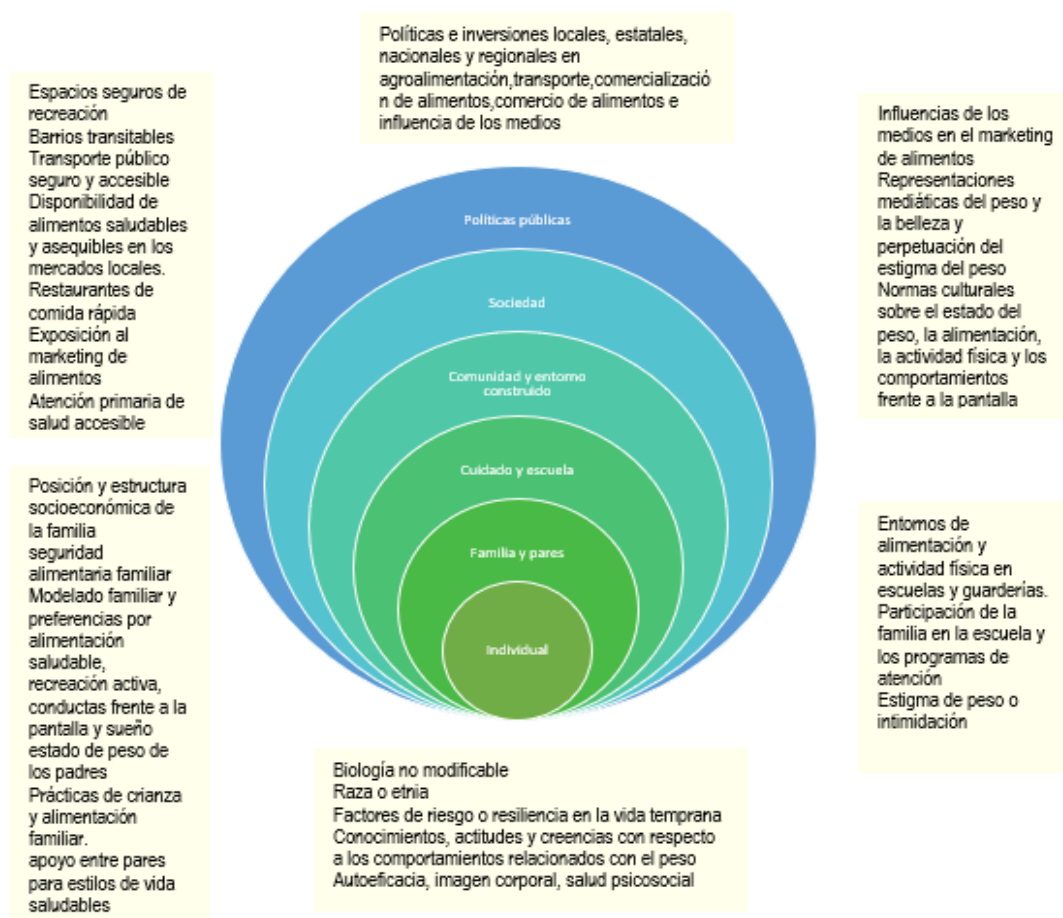 Políticas e inversiones locales, estatales,
nacionales y regionales en
agroalimentación,transporte,comercializació
n de alimentos,comercio de alimentos e
influencia de los medios
Espacios seguros de
recreación
Barrios transitables
Transporte público
seguro y accesible
Disponibilidad de
alimentos saludables
y asequibles en los
mercados locales.
Restaurantes de
comida rápida
Exposición al
marketing de
alimentos
Atención primaria de
salud accesible
Influencias de los
medios en el marketing
de alimentos
Representaciones
mediáticas del peso y
la belleza y
perpetuación del
estigma del peso
Normas culturales
sobre el estado del
peso, la alimentación,
la actividad física y los
comportamientos
frente a la pantalla
Políticas públicas
Sociedad
Comunidad y entorno
construido
Cuidado y escuela
Familia y pares
Individual
Posición y estructura
socioeconómica de
la familia
seguridad
alimentaria familiar
Modelado familiar y
preferencias por
alimentación
saludable,
recreación activa,
conductas frente a la
pantalla y sueño
estado de peso de
los padres
Prácticas de crianza
y alimentación
familiar.
apoyo entre pares
para estilos de vida
saludables
Entornos de
alimentación y
actividad física en
escuelas y guarderías.
Participación de la
familia en la escuela y
los programas de
atención
Estigma de peso o
intimidación
Biología no modificable
Raza o etnia
Factores de riesgo o resiliencia en la vida temprana
Conocimientos, actitudes y creencias con respecto
a los comportamientos relacionados con el peso
Autoeficacia, imagen corporal, salud psicosocial